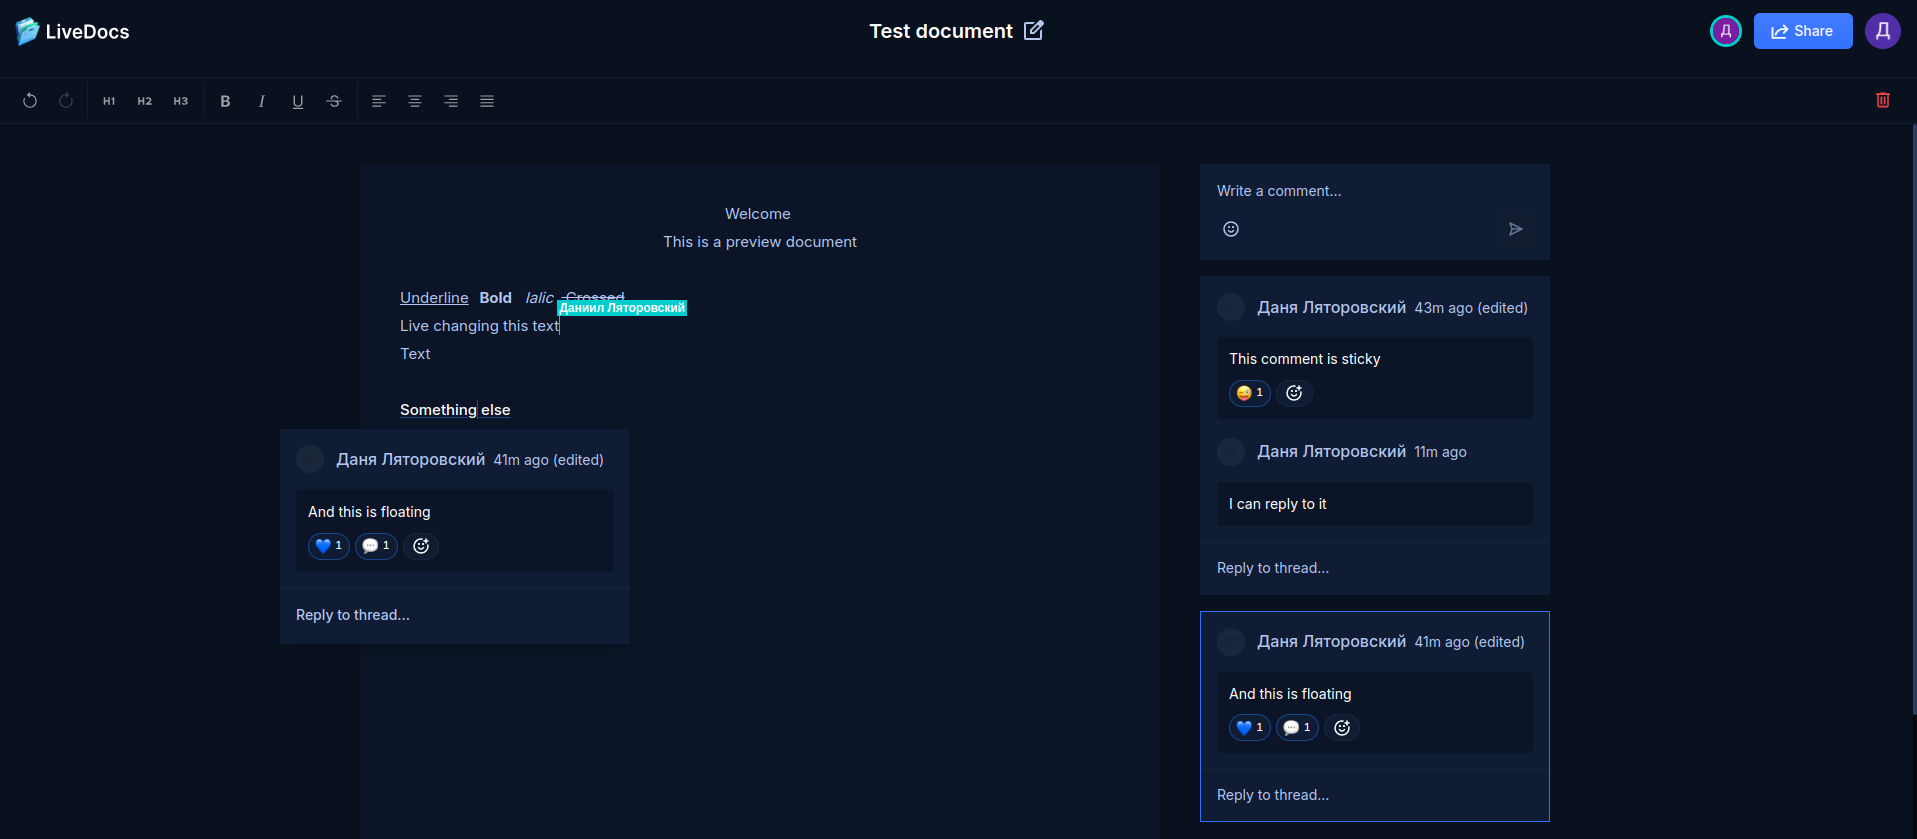 LiveDocs
Test document
Д
Share
Д
H1 H2 H3 B I U S
Welcome
This is a preview document
Underline Bold Ialic Crossed
Даниил Ляторовский
Live changing this text
Text
Something else
Даня Ляторовский 41m ago (edited)
And this is floating
1 1
Reply to thread…
Write a comment…
Даня Ляторовский 43m ago (edited)
This comment is sticky
1
Даня Ляторовский 11m ago
I can reply to it
Reply to thread…
Даня Ляторовский 41m ago (edited)
And this is floating
1 1
Reply to thread…